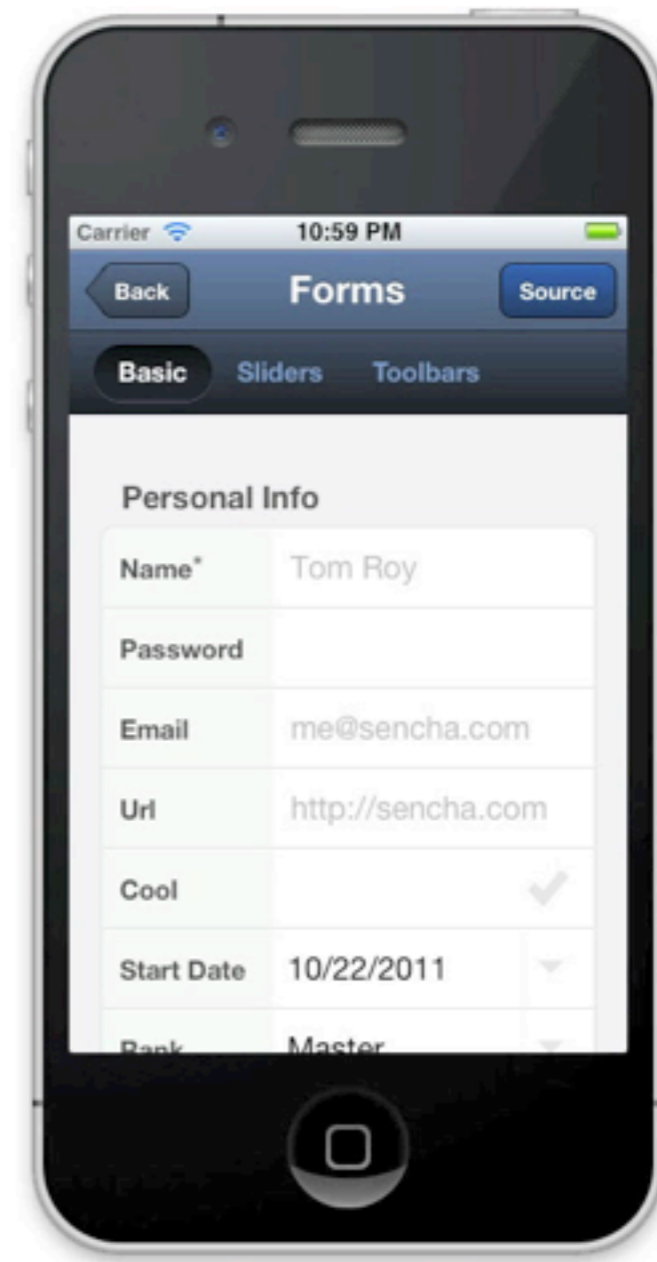 Carrier 10:59 PM
Back Forms Source
Basic Sliders Toolbars
Personal Info
Name* Tom Roy
Password
Email me@sencha.com
Url http://sencha.com
Cool
Start Date 10/22/2011
Rank Master